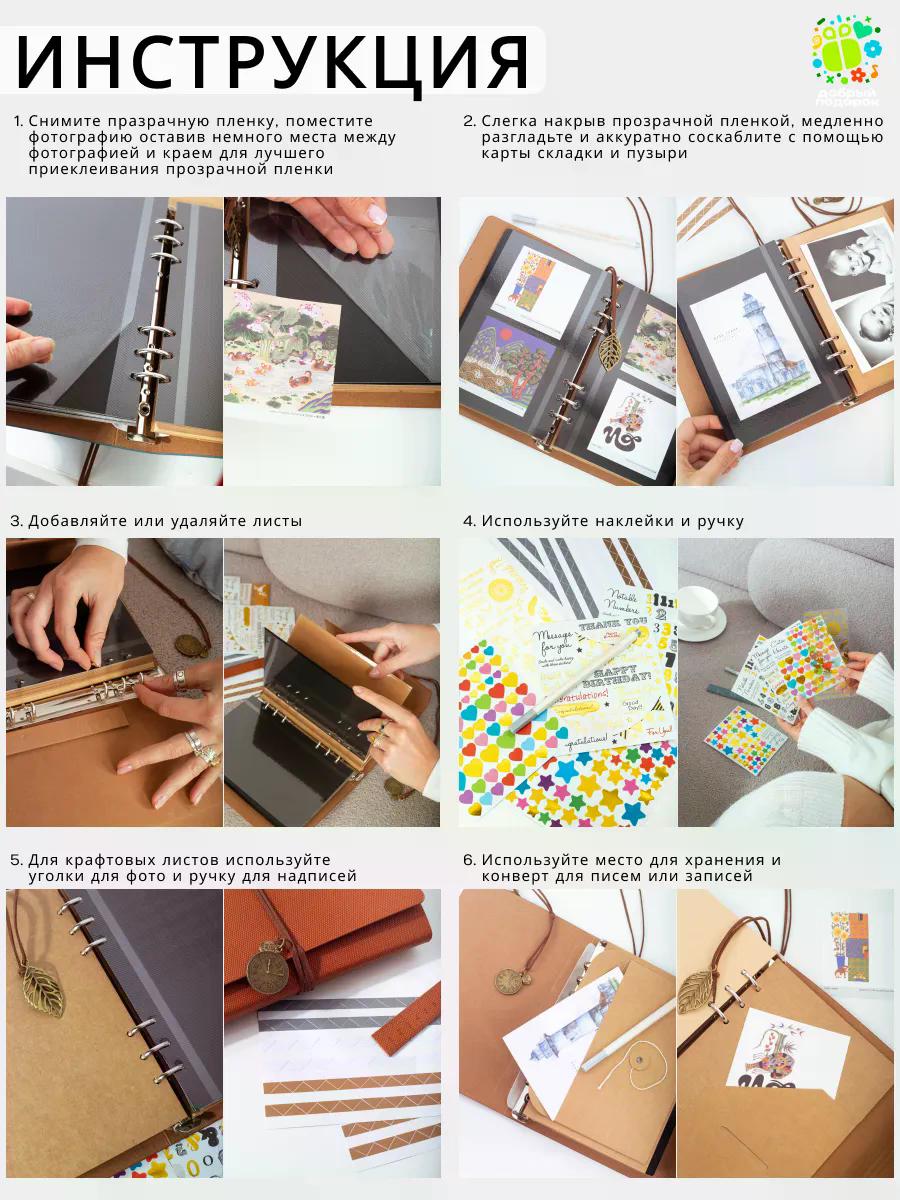 ИНСТРУКЦИЯ
добрый
подарок
1. Снимите празрачную пленку, поместите
фотографию оставив немного места между
фотографией и краем для лучшего
приеклеивания прозрачной пленки
2. Слегка накрыв прозрачной пленкой, медленно
разгладьте и аккуратно соскаблите с помощью
карты складки и пузыри
3. Добавляйте или удаляйте листы
4. Используйте наклейки и ручку
Notable
Numbers
THANK YOU
Message
for you
HAPPY
BIRTHDAY!
Congratulations!
Good
Day!
For You!
5. Для крафтовых листов используйте
уголки для фото и ручку для надписей
6. Используйте место для хранения и
конверт для писем или записей